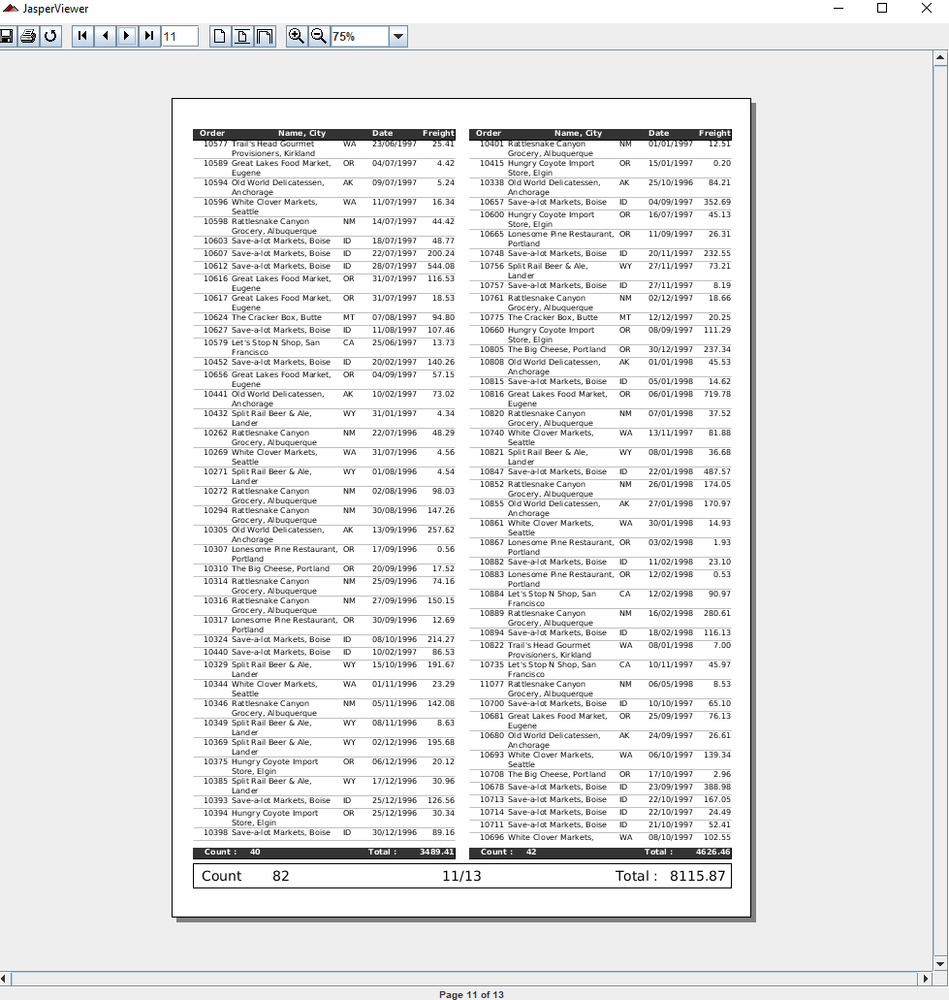 JasperViewer
11
75%
Order Name, City Date Freight
10577 Trail's Head Gourmet WA 23/06/1997 25.41
Provisioners, Kirkland
10589 Great Lakes Food Market, OR 04/07/1997 4.42
Eugene
10594 Old World Delicatessen, AK 09/07/1997 5.24
Anchorage
10596 White Clover Markets, WA 11/07/1997 16.34
Seattle
10598 Rattlesnake Canyon NM 14/07/1997 44.42
Grocery, Albuquerque
10603 Save-a-lot Markets, Boise ID 18/07/1997 48.77
10607 Save-a-lot Markets, Boise ID 22/07/1997 200.24
10612 Save-a-lot Markets, Boise ID 28/07/1997 544.08
10616 Great Lakes Food Market, OR 31/07/1997 116.53
Eugene
10617 Great Lakes Food Market, OR 31/07/1997 18.53
Eugene
10624 The Cracker Box, Butte MT 07/08/1997 94.80
10627 Save-a-lot Markets, Boise ID 11/08/1997 107.46
10579 Let's Stop N Shop, San CA 25/06/1997 13.73
Francisco
10452 Save-a-lot Markets, Boise ID 20/02/1997 140.26
10656 Great Lakes Food Market, OR 04/09/1997 57.15
Eugene
10441 Old World Delicatessen, AK 10/02/1997 73.02
Anchorage
10432 Split Rail Beer & Ale, WY 31/01/1997 4.34
Lander
10262 Rattlesnake Canyon NM 22/07/1996 48.29
Grocery, Albuquerque
10269 White Clover Markets, WA 31/07/1996 4.56
Seattle
10271 Split Rail Beer & Ale, WY 01/08/1996 4.54
Lander
10272 Rattlesnake Canyon NM 02/08/1996 98.03
Grocery, Albuquerque
10294 Rattlesnake Canyon NM 30/08/1996 147.26
Grocery, Albuquerque
10305 Old World Delicatessen, AK 13/09/1996 257.62
Anchorage
10307 Lonesome Pine Restaurant, OR 17/09/1996 0.56
Portland
10310 The Big Cheese, Portland OR 20/09/1996 17.52
10314 Rattlesnake Canyon NM 25/09/1996 74.16
Grocery, Albuquerque
10316 Rattlesnake Canyon NM 27/09/1996 150.15
Grocery, Albuquerque
10317 Lonesome Pine Restaurant, OR 30/09/1996 12.69
Portland
10324 Save-a-lot Markets, Boise ID 08/10/1996 214.27
10440 Save-a-lot Markets, Boise ID 10/02/1997 86.53
10329 Split Rail Beer & Ale, WY 15/10/1996 191.67
Lander
10344 White Clover Markets, WA 01/11/1996 23.29
Seattle
10346 Rattlesnake Canyon NM 05/11/1996 142.08
Grocery, Albuquerque
10349 Split Rail Beer & Ale, WY 08/11/1996 8.63
Lander
10369 Split Rail Beer & Ale, WY 02/12/1996 195.68
Lander
10375 Hungry Coyote Import OR 06/12/1996 20.12
Store, Elgin
10385 Split Rail Beer & Ale, WY 17/12/1996 30.96
Lander
10393 Save-a-lot Markets, Boise ID 25/12/1996 126.56
10394 Hungry Coyote Import OR 25/12/1996 30.34
Store, Elgin
10398 Save-a-lot Markets, Boise ID 30/12/1996 89.16
Count : 40 Total : 3489.41
Order Name, City Date Freight
10401 Rattlesnake Canyon NM 01/01/1997 12.51
Grocery, Albuquerque
10415 Hungry Coyote Import OR 15/01/1997 0.20
Store, Elgin
10338 Old World Delicatessen, AK 25/10/1996 84.21
Anchorage
10657 Save-a-lot Markets, Boise ID 04/09/1997 352.69
10600 Hungry Coyote Import OR 16/07/1997 45.13
Store, Elgin
10665 Lonesome Pine Restaurant, OR 11/09/1997 26.31
Portland
10748 Save-a-lot Markets, Boise ID 20/11/1997 232.55
10756 Split Rail Beer & Ale, WY 27/11/1997 73.21
Lander
10757 Save-a-lot Markets, Boise ID 27/11/1997 8.19
10761 Rattlesnake Canyon NM 02/12/1997 18.66
Grocery, Albuquerque
10775 The Cracker Box, Butte MT 12/12/1997 20.25
10660 Hungry Coyote Import OR 08/09/1997 111.29
Store, Elgin
10805 The Big Cheese, Portland OR 30/12/1997 237.34
10808 Old World Delicatessen, AK 01/01/1998 45.53
Anchorage
10815 Save-a-lot Markets, Boise ID 05/01/1998 14.62
10816 Great Lakes Food Market, OR 06/01/1998 719.78
Eugene
10820 Rattlesnake Canyon NM 07/01/1998 37.52
Grocery, Albuquerque
10740 White Clover Markets, WA 13/11/1997 81.88
Seattle
10821 Split Rail Beer & Ale, WY 08/01/1998 36.68
Lander
10847 Save-a-lot Markets, Boise ID 22/01/1998 487.57
10852 Rattlesnake Canyon NM 26/01/1998 174.05
Grocery, Albuquerque
10855 Old World Delicatessen, AK 27/01/1998 170.97
Anchorage
10861 White Clover Markets, WA 30/01/1998 14.93
Seattle
10867 Lonesome Pine Restaurant, OR 03/02/1998 1.93
Portland
10882 Save-a-lot Markets, Boise ID 11/02/1998 23.10
10883 Lonesome Pine Restaurant, OR 12/02/1998 0.53
Portland
10884 Let's Stop N Shop, San CA 12/02/1998 90.97
Francisco
10889 Rattlesnake Canyon NM 16/02/1998 280.61
Grocery, Albuquerque
10894 Save-a-lot Markets, Boise ID 18/02/1998 116.13
10822 Trail's Head Gourmet WA 08/01/1998 7.00
Provisioners, Kirkland
10735 Let's Stop N Shop, San CA 10/11/1997 45.97
Francisco
11077 Rattlesnake Canyon NM 06/05/1998 8.53
Grocery, Albuquerque
10700 Save-a-lot Markets, Boise ID 10/10/1997 65.10
10681 Great Lakes Food Market, OR 25/09/1997 76.13
Eugene
10680 Old World Delicatessen, AK 24/09/1997 26.61
Anchorage
10693 White Clover Markets, WA 06/10/1997 139.34
Seattle
10708 The Big Cheese, Portland OR 17/10/1997 2.96
10678 Save-a-lot Markets, Boise ID 23/09/1997 388.98
10713 Save-a-lot Markets, Boise ID 22/10/1997 167.05
10714 Save-a-lot Markets, Boise ID 22/10/1997 24.49
10711 Save-a-lot Markets, Boise ID 21/10/1997 52.41
10696 White Clover Markets, WA 08/10/1997 102.55
Count : 42 Total : 4626.46
Count 82 11/13 Total : 8115.87
Page 11 of 13